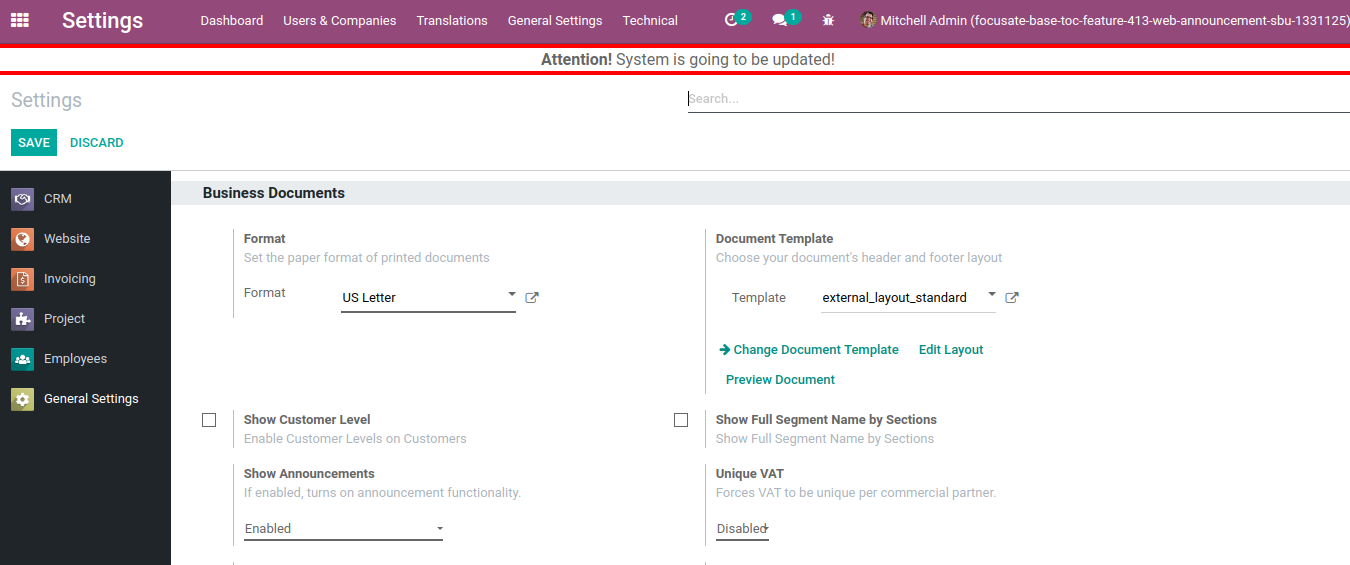 Settings Dashboard Users & Companies Translations General Settings Technical 2 1 Mitchell Admin (focusate-base-toc-feature-413-web-announcement-sbu-1331125)
Attention! System is going to be updated!
Settings Search...
SAVE DISCARD
CRM
Website
Invoicing
Project
Employees
General Settings
Business Documents
Format
Set the paper format of printed documents
Format US Letter
Document Template
Choose your document's header and footer layout
Template external_layout_standard
Change Document Template Edit Layout
Preview Document
Show Customer Level
Enable Customer Levels on Customers
Show Full Segment Name by Sections
Show Full Segment Name by Sections
Show Announcements
If enabled, turns on announcement functionality.
Enabled
Unique VAT
Forces VAT to be unique per commercial partner.
Disabled